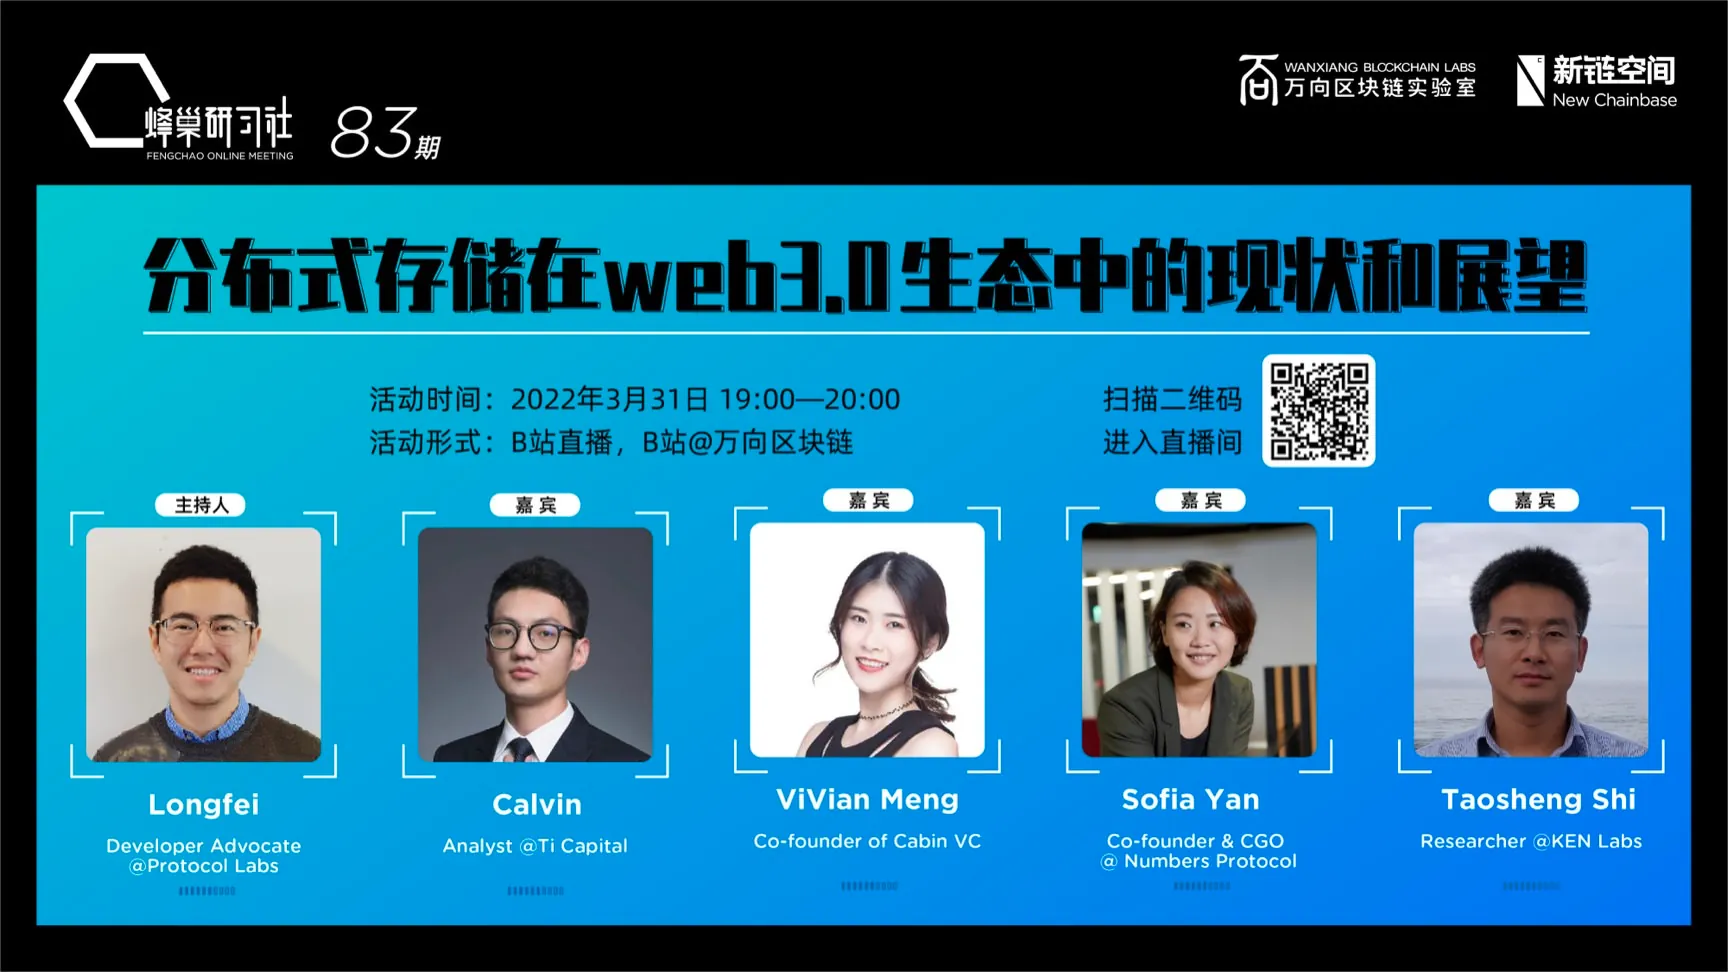 蜂巢研习社
FENGCHAO ONLINE MEETING
83期
WANXIANG BLOCKCHAIN LABS
万向区块链实验室
新链空间
New Chainbase
分布式存储在web3.0生态中的现状和展望
活动时间：2022年3月31日 19:00—20:00
活动形式：B站直播，B站@万向区块链
扫描二维码
进入直播间
主持人
Longfei
Developer Advocate
@Protocol Labs
嘉宾
Calvin
Analyst @Ti Capital
嘉宾
ViVian Meng
Co-founder of Cabin VC
嘉宾
Sofia Yan
Co-founder & CGO
@ Numbers Protocol
嘉宾
Taosheng Shi
Researcher @KEN Labs